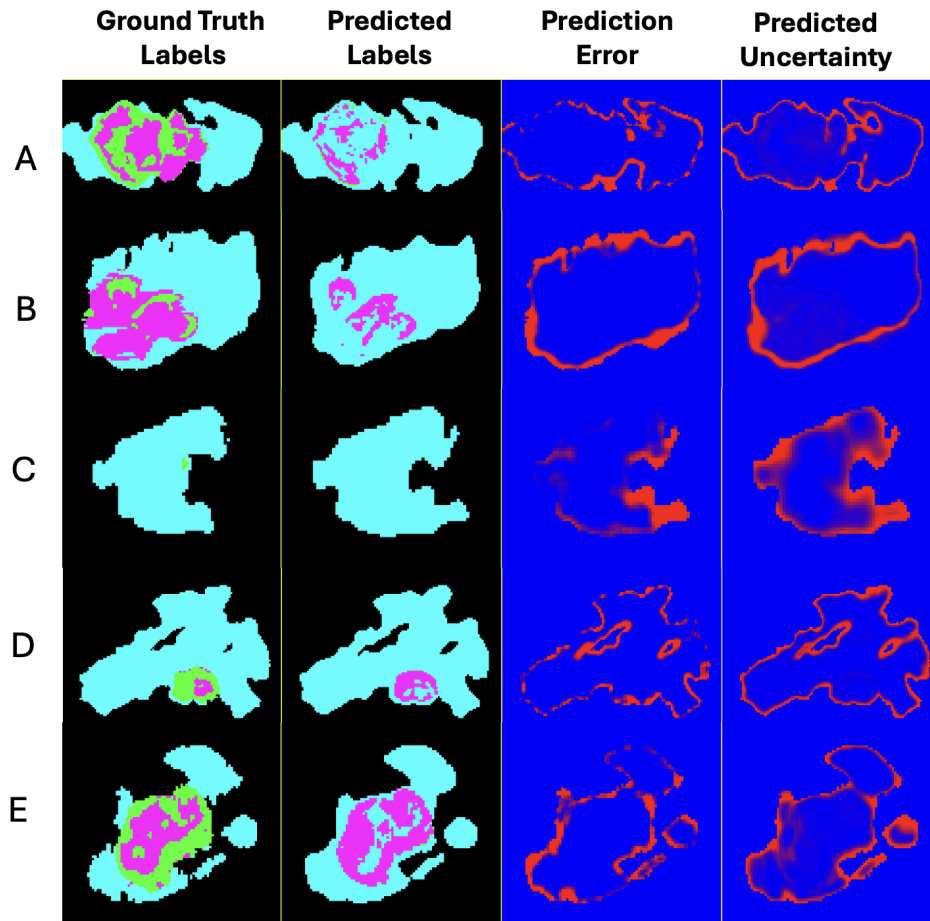 Ground Truth Labels
Predicted Labels
Prediction Error
Predicted Uncertainty
A
B
C
D
E